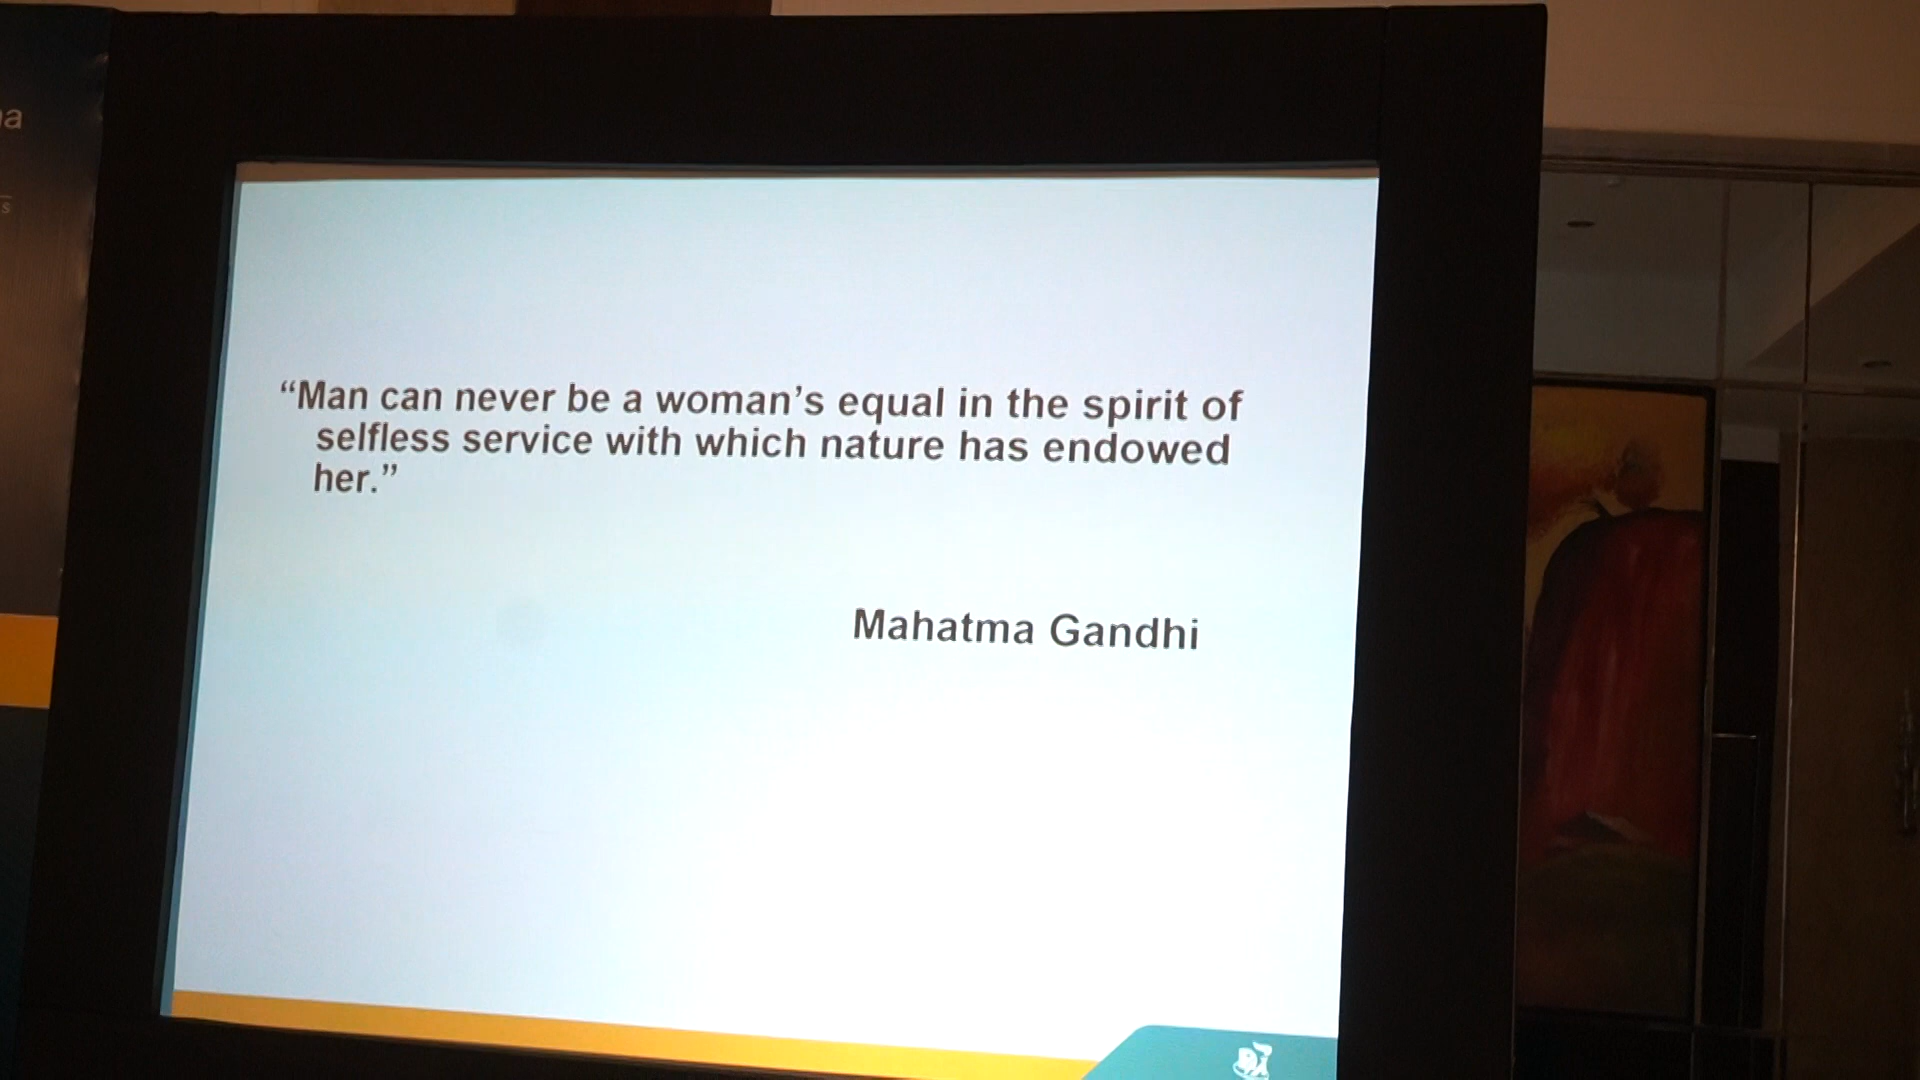 “Man can never be a woman’s equal in the spirit of
selfless service with which nature has endowed
her.”
Mahatma Gandhi